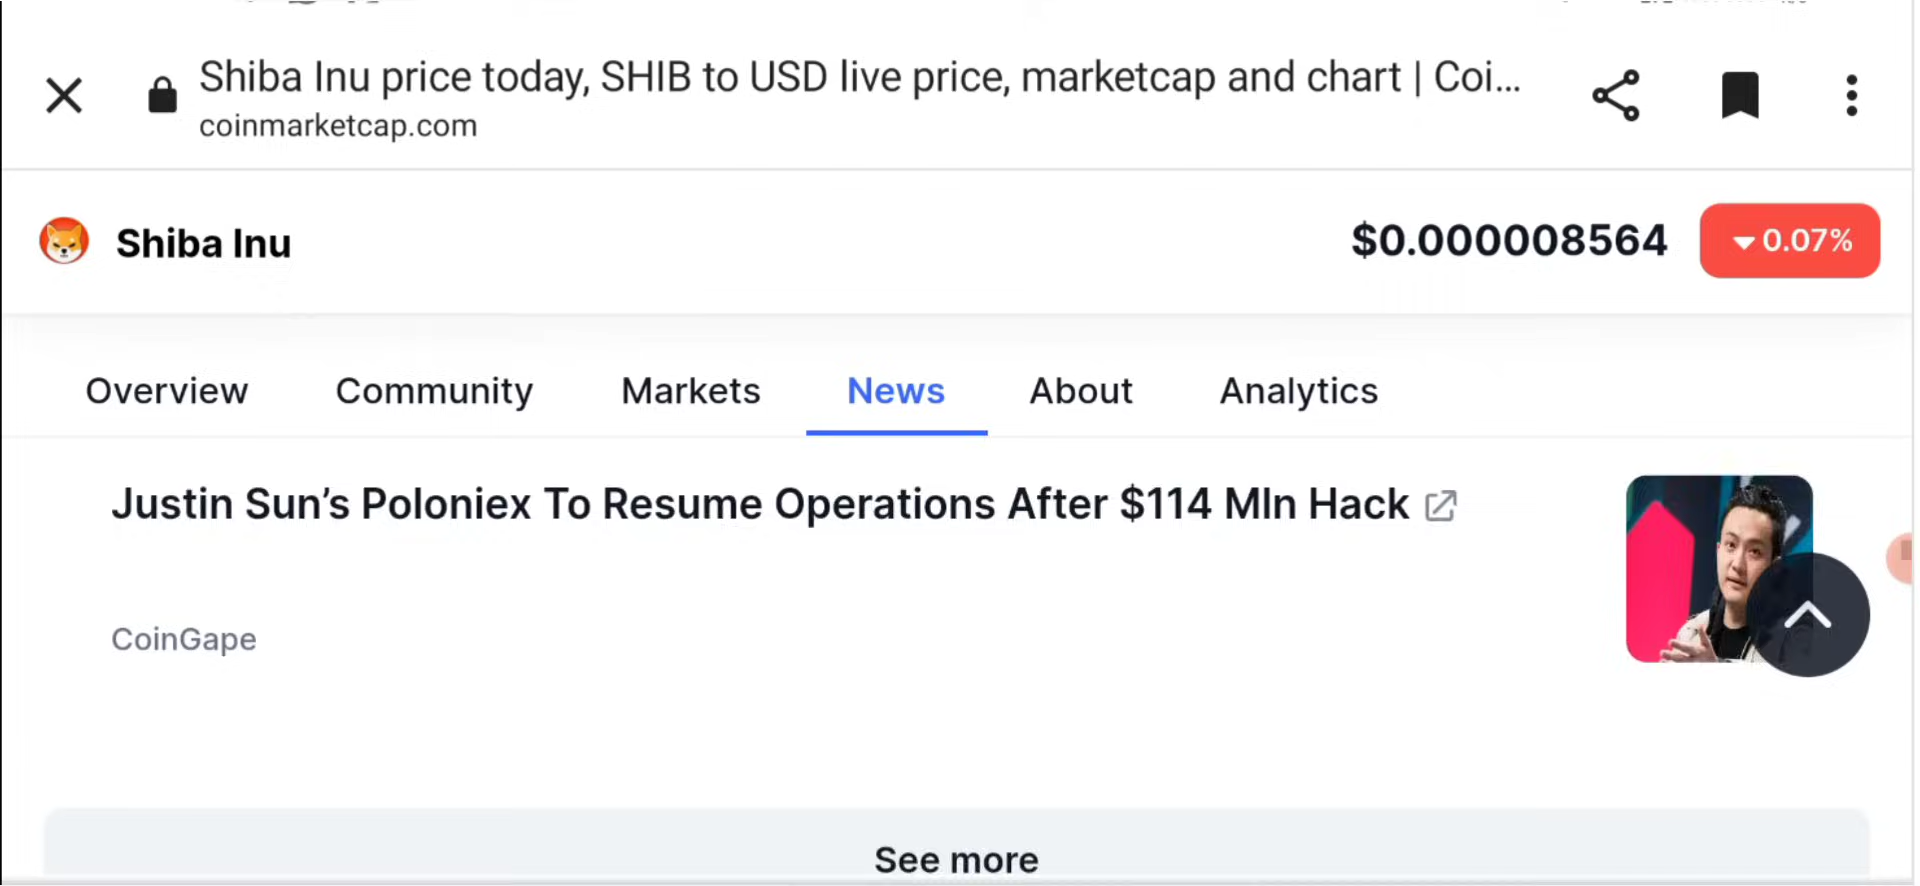 Shiba Inu price today, SHIB to USD live price, marketcap and chart | Coi...
coinmarketcap.com
Shiba Inu
$0.000008564
0.07%
Overview Community Markets News About Analytics
Justin Sun’s Poloniex To Resume Operations After $114 Mln Hack
CoinGape
See more